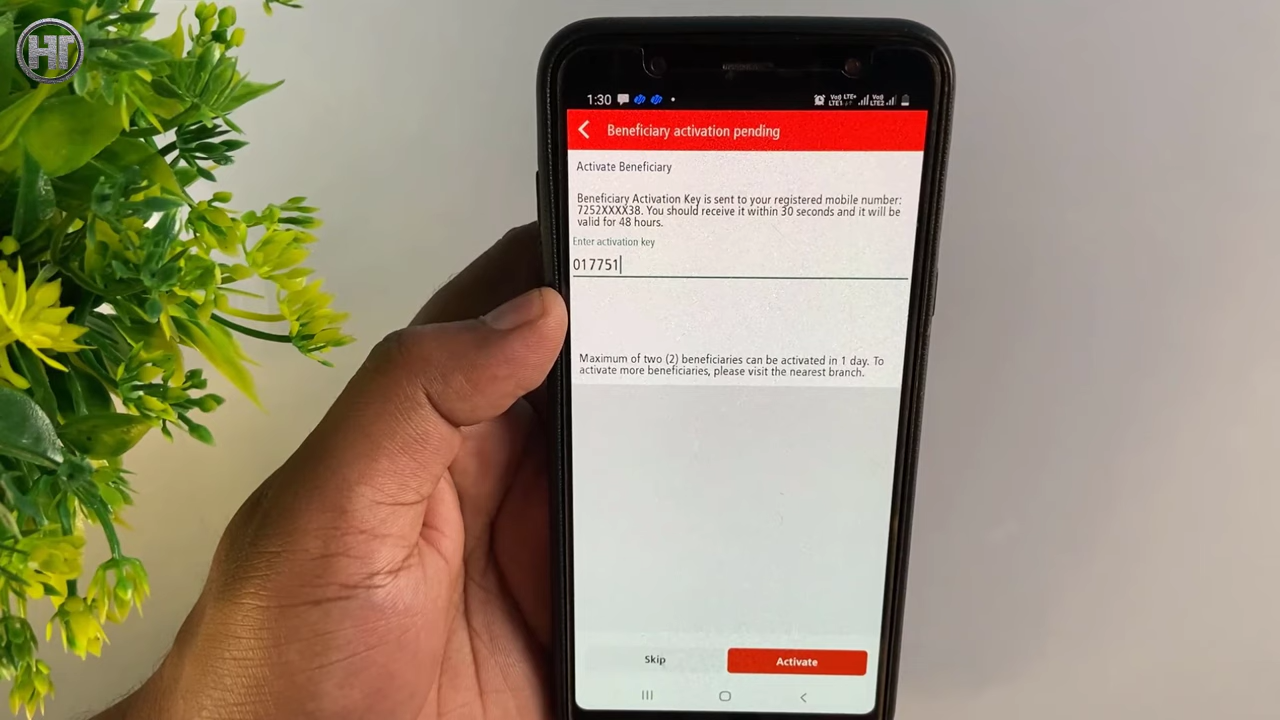 HT
1:30
Beneficiary activation pending
Activate Beneficiary
Beneficiary Activation Key is sent to your registered mobile number:
7252XXXX38. You should receive it within 30 seconds and it will be
valid for 48 hours.
Enter activation key
017751
Maximum of two (2) beneficiaries can be activated in 1 day. To
activate more beneficiaries, please visit the nearest branch.
Skip
Activate